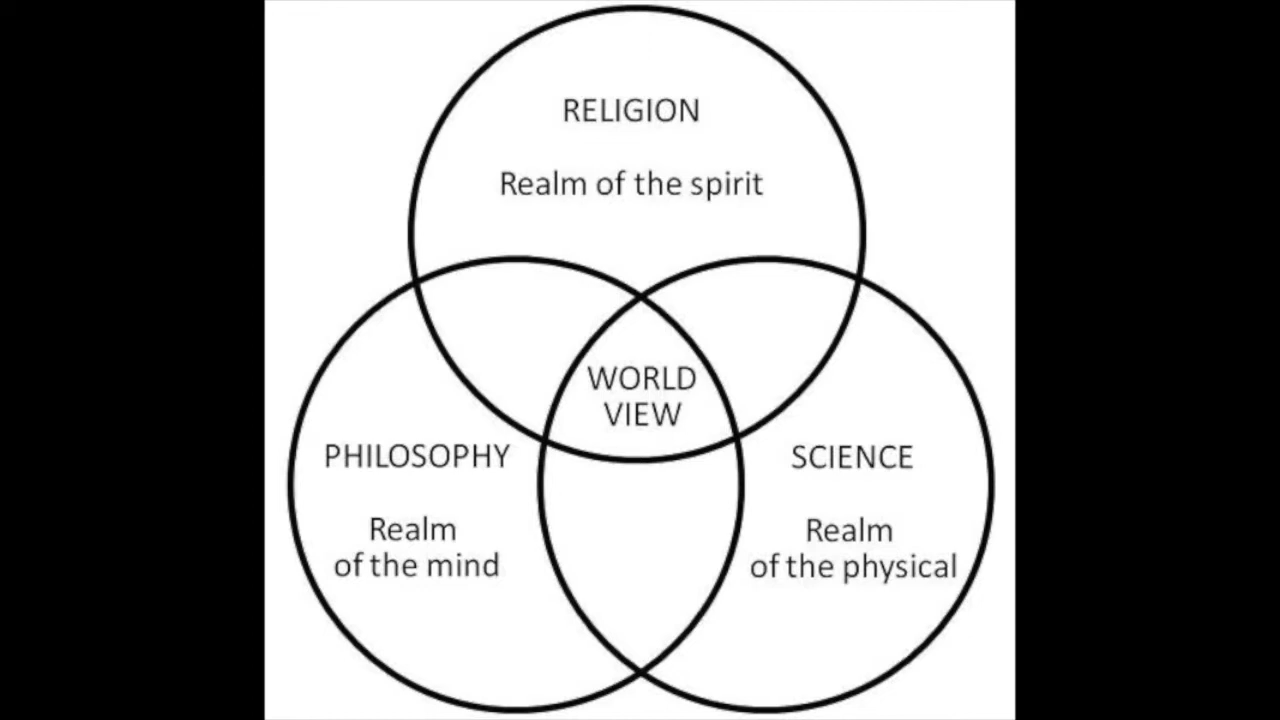 RELIGION
Realm of the spirit
WORLD
VIEW
PHILOSOPHY
Realm
of the mind
SCIENCE
Realm
of the physical